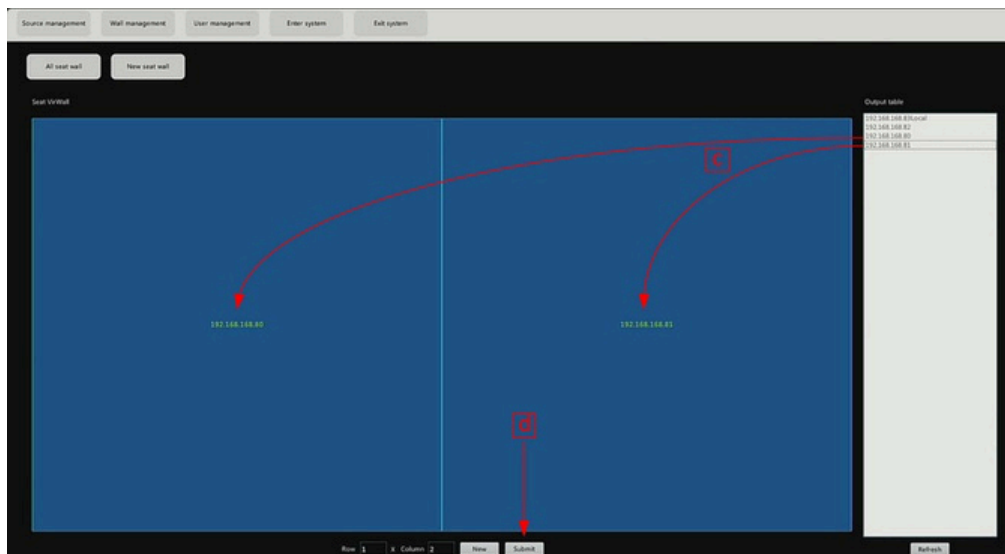 Source management Wall management User management Enter system Exit system
All seat wall New seat wall
Seat VirWall
Output table
192.168.168.83\Local
192.168.168.82
192.168.168.80
192.168.168.81
c
192.168.168.80 192.168.168.81
d
Row 1 X Column 2 New Submit
Refresh